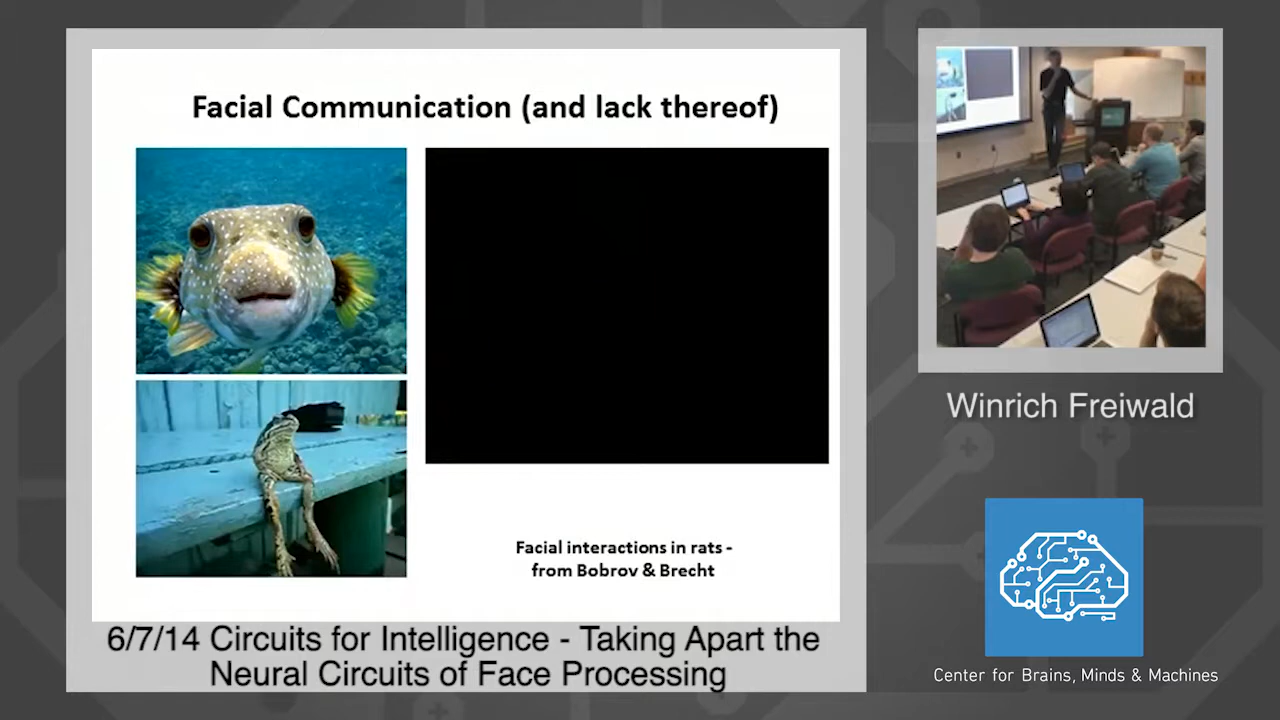 Facial Communication (and lack thereof)
Facial interactions in rats -
from Bobrov & Brecht
6/7/14 Circuits for Intelligence - Taking Apart the
Neural Circuits of Face Processing
Winrich Freiwald
Center for Brains, Minds & Machines